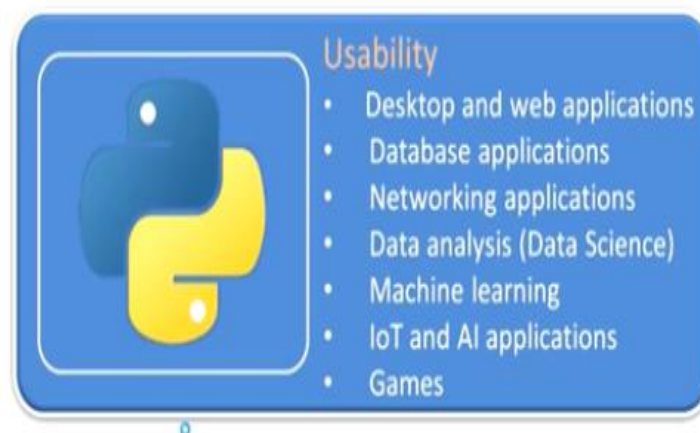 Usability
• Desktop and web applications
• Database applications
• Networking applications
• Data analysis (Data Science)
• Machine learning
• IoT and AI applications
• Games